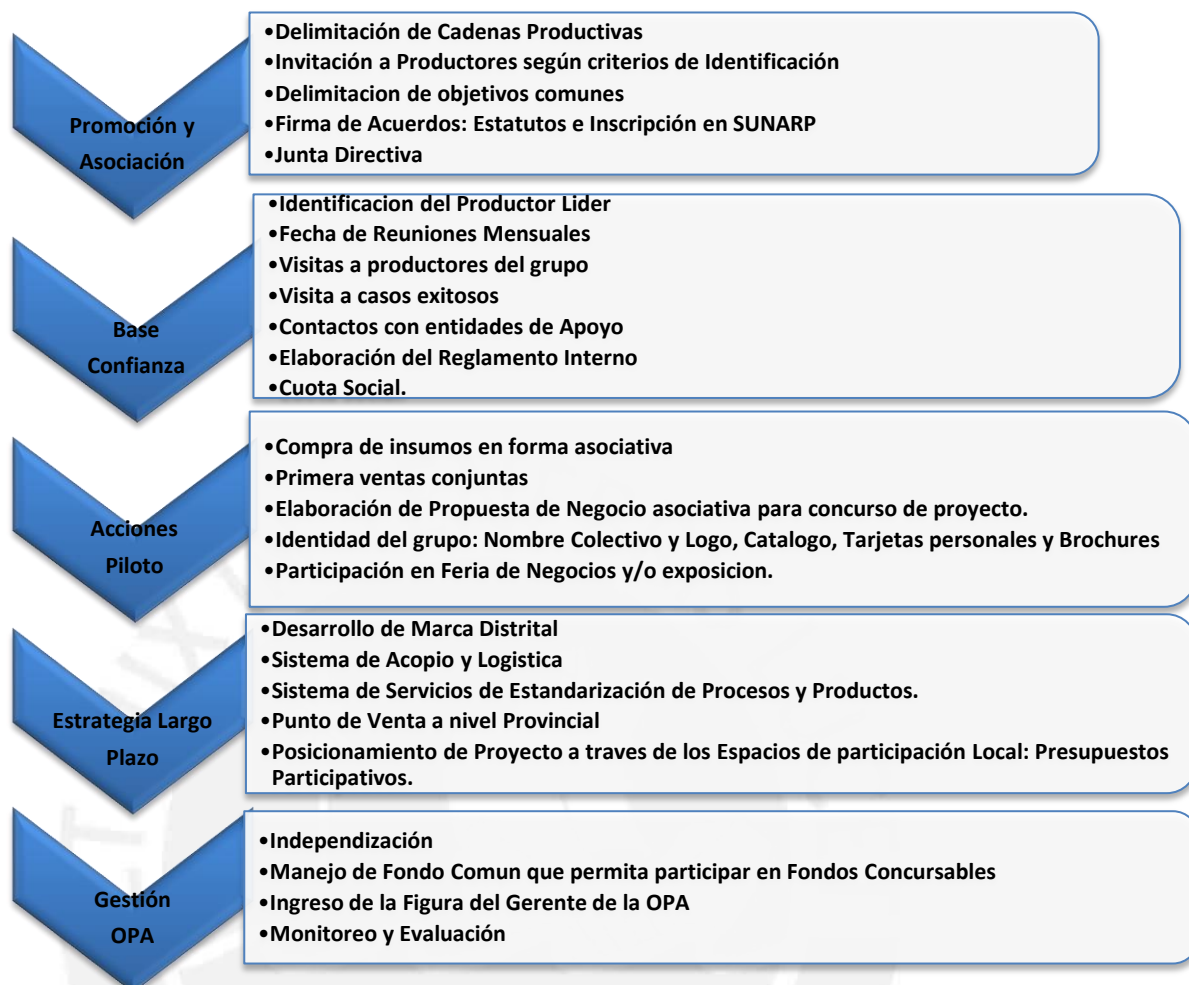 Promoción y
Asociación
•Delimitación de Cadenas Productivas
•Invitación a Productores según criterios de Identificación
•Delimitacion de objetivos comunes
•Firma de Acuerdos: Estatutos e Inscripción en SUNARP
•Junta Directiva
Base
Confianza
•Identificacion del Productor Lider
•Fecha de Reuniones Mensuales
•Visitas a productores del grupo
•Visita a casos exitosos
•Contactos con entidades de Apoyo
•Elaboración del Reglamento Interno
•Cuota Social.
Acciones
Piloto
•Compra de insumos en forma asociativa
•Primera ventas conjuntas
•Elaboración de Propuesta de Negocio asociativa para concurso de proyecto.
•Identidad del grupo: Nombre Colectivo y Logo, Catalogo, Tarjetas personales y Brochures
•Participación en Feria de Negocios y/o exposicion.
Estrategia Largo
Plazo
•Desarrollo de Marca Distrital
•Sistema de Acopio y Logistica
•Sistema de Servicios de Estandarización de Procesos y Productos.
•Punto de Venta a nivel Provincial
•Posicionamiento de Proyecto a traves de los Espacios de participación Local: Presupuestos
Participativos.
Gestión
OPA
•Independización
•Manejo de Fondo Comun que permita participar en Fondos Concursables
•Ingreso de la Figura del Gerente de la OPA
•Monitoreo y Evaluación